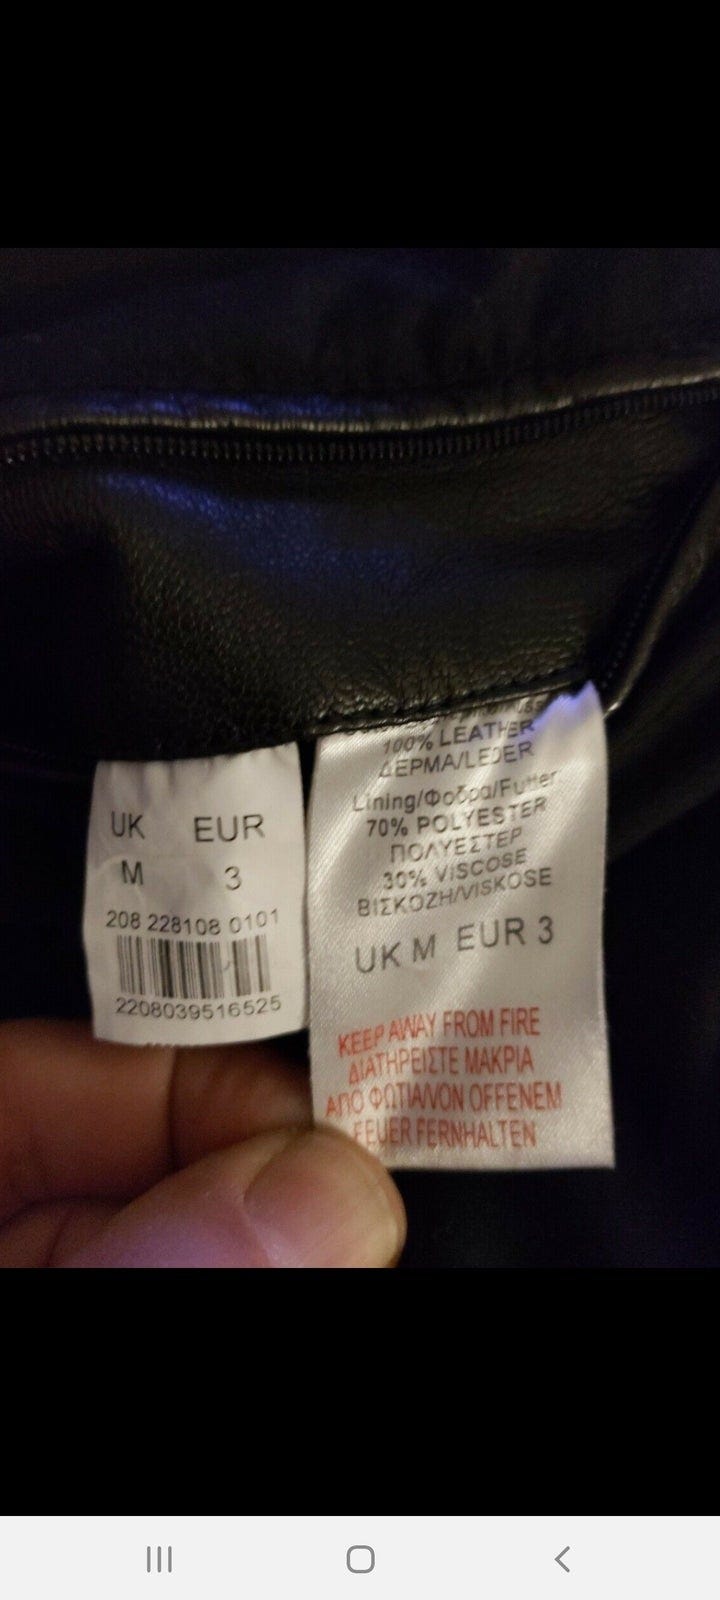 UK EUR
M 3
208 228108 0101
2208039516525
100% LEATHER
ΔΕΡΜΑ/LEDER
Lining/Φοδρα/Futter
70% POLYESTER
ΠΟΛΥΕΣΤΕΡ
30% VISCOSE
ΒΙΣΚΟΖΗ/VISKOSE
UK M EUR 3
KEEP AWAY FROM FIRE
ΔΙΑΤΗΡΕΙΣΤΕ ΜΑΚΡΙΑ
ΑΠΟ ΦΩΤΙΑ/VON OFFENEM
FEUER FERNHALTEN